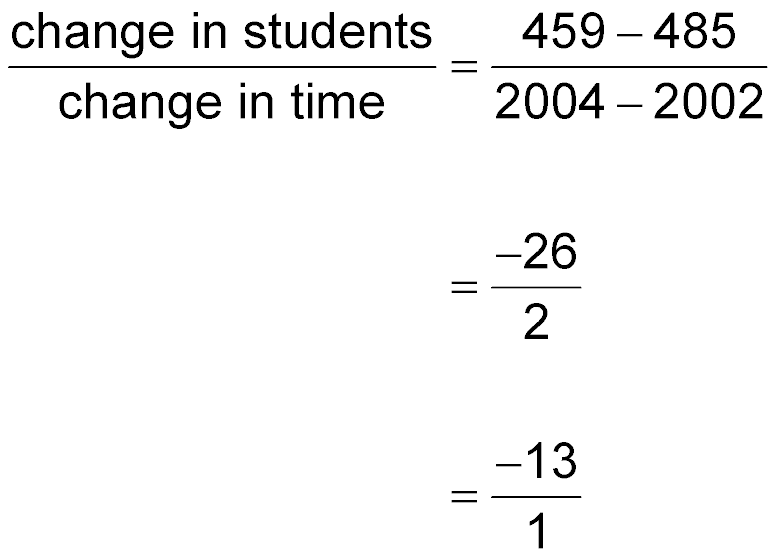 change in students / change in time = 459 – 485 / 2004 – 2002
= –26 / 2
= –13 / 1